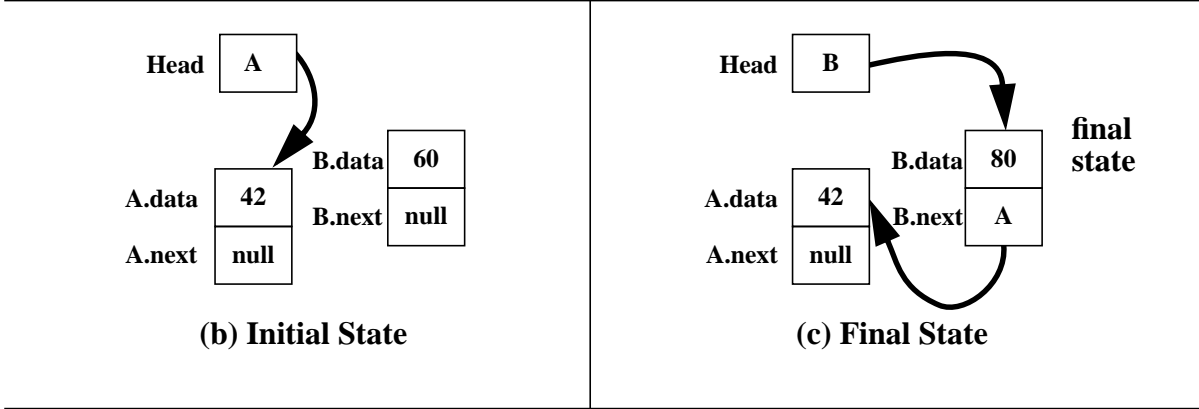 Head A
B.data 60
A.data 42
B.next null
A.next null
(b) Initial State
Head B
final
state
B.data 80
A.data 42
B.next A
A.next null
(c) Final State